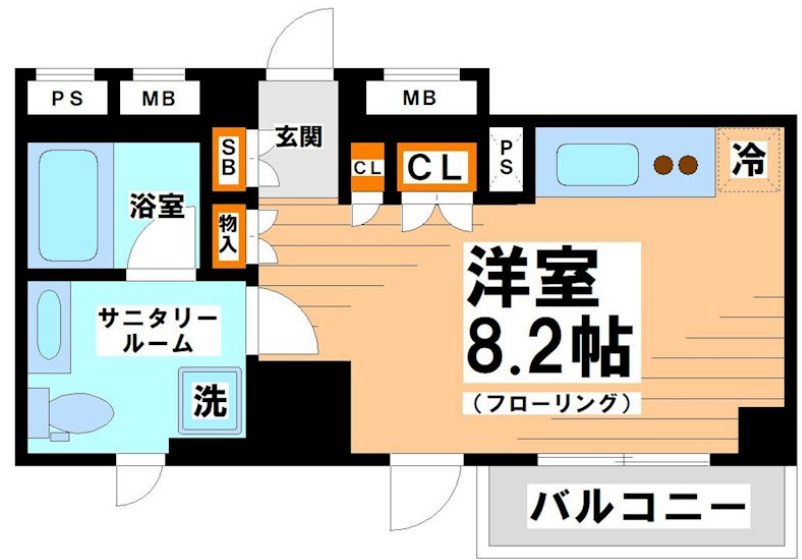 PS
MB
MB
玄関
SB
CL
CL
PS
冷
浴室
物入
洋室
8.2帖
(フローリング)
サニタリー
ルーム
洗
バルコニー